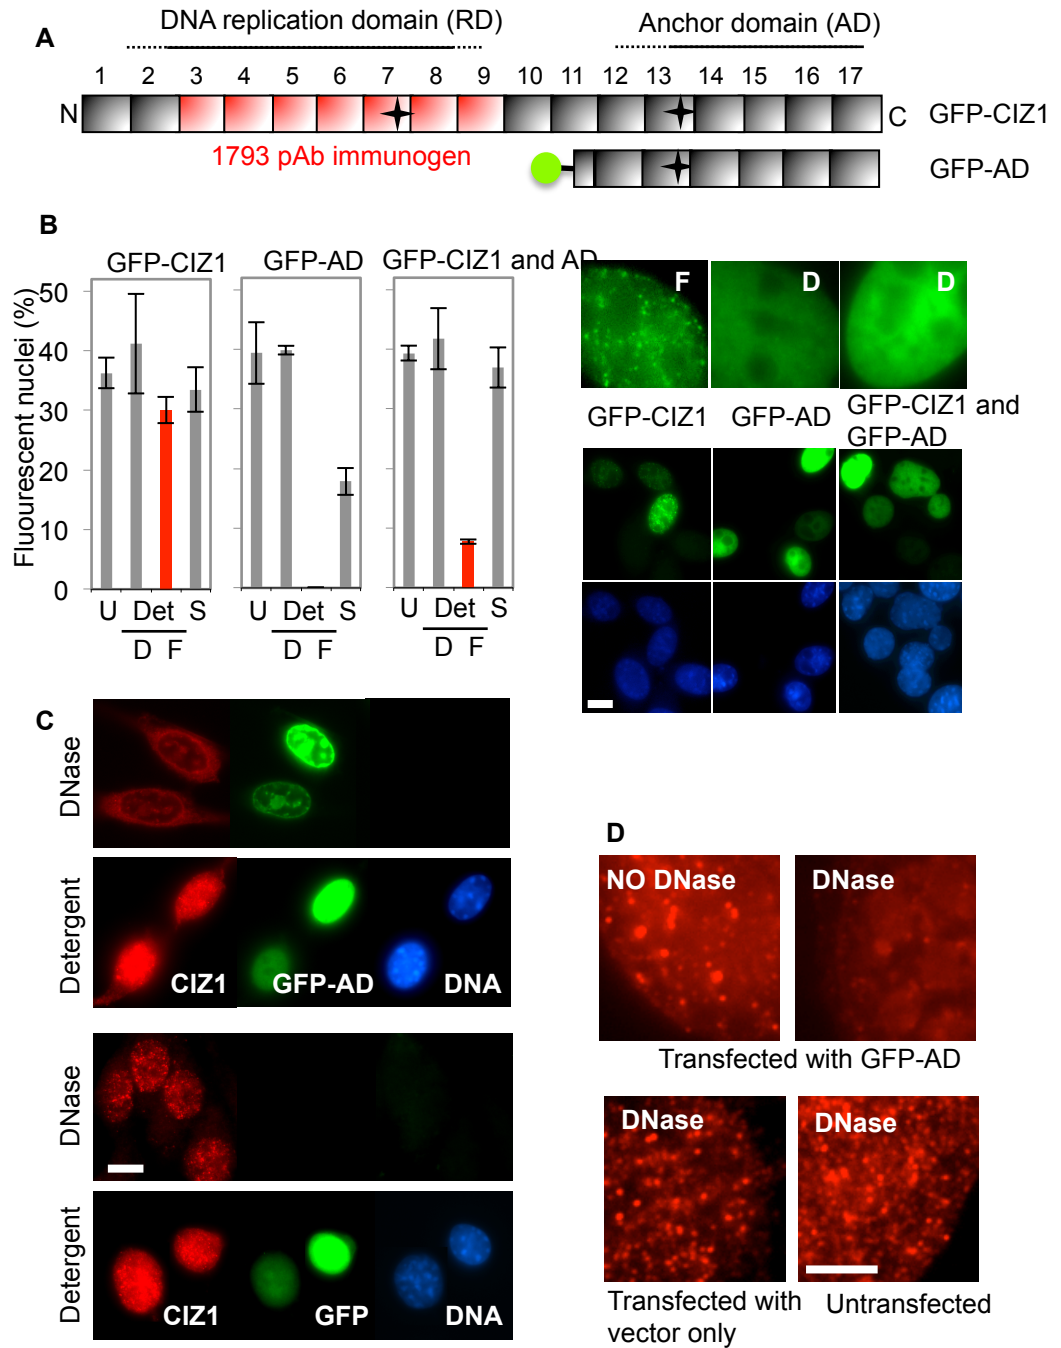 A
DNA replication domain (RD)
Anchor domain (AD)
1 2 3 4 5 6 7 8 9 10 11 12 13 14 15 16 17
N
C
GFP-CIZ1
1793 pAb immunogen
GFP-AD
B
GFP-CIZ1
GFP-AD
GFP-CIZ1 and AD
Fluourescent nuclei (%)
50
40
30
20
10
0
U Det S
D F
U Det S
D F
U Det S
D F
F
D
D
GFP-CIZ1
GFP-AD
GFP-CIZ1 and
GFP-AD
C
DNase
Detergent
CIZ1
GFP-AD
DNA
DNase
Detergent
CIZ1
GFP
DNA
D
NO DNase
DNase
Transfected with GFP-AD
DNase
DNase
Transfected with
vector only
Untransfected